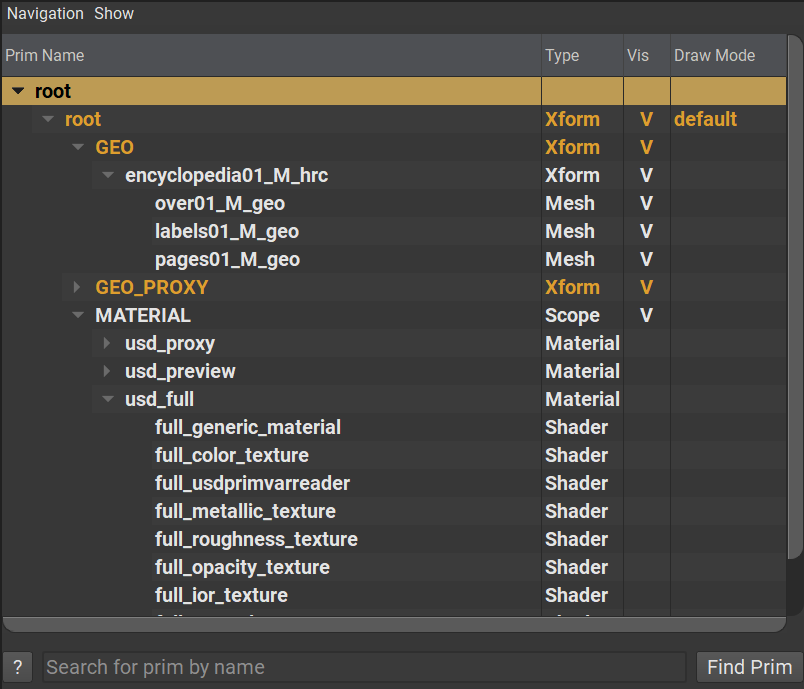 Navigation Show
Prim Name Type Vis Draw Mode
root
root Xform V default
GEO Xform V
encyclopedia01_M_hrc Xform V
over01_M_geo Mesh V
labels01_M_geo Mesh V
pages01_M_geo Mesh V
GEO_PROXY Xform V
MATERIAL Scope V
usd_proxy Material
usd_preview Material
usd_full Material
full_generic_material Shader
full_color_texture Shader
full_usdprimvarreader Shader
full_metallic_texture Shader
full_roughness_texture Shader
full_opacity_texture Shader
full_ior_texture Shader
? Search for prim by name Find Prim